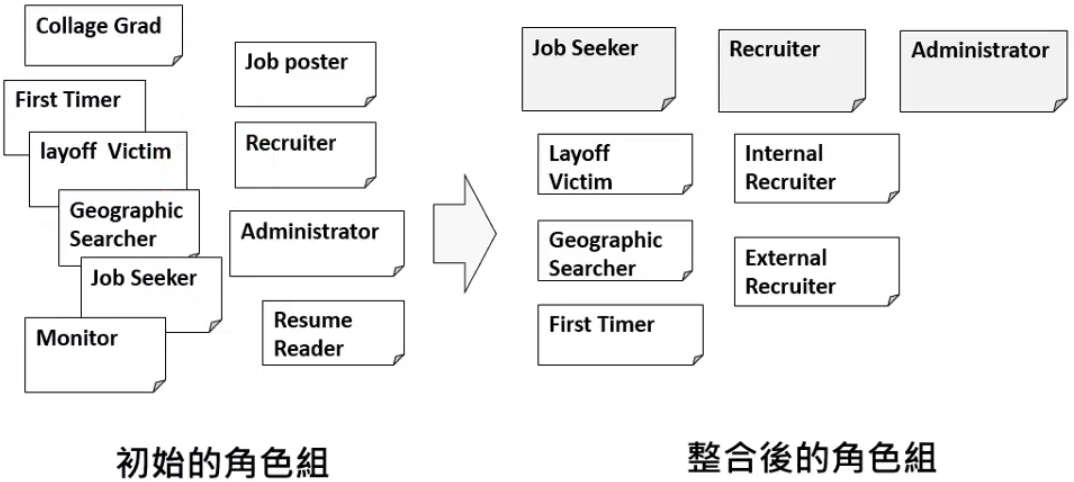 Collage Grad
First Timer
layoff Victim
Geographic
Searcher
Job Seeker
Monitor
Job poster
Recruiter
Administrator
Resume
Reader
初始的角色組
Job Seeker
Recruiter
Administrator
Layoff
Victim
Geographic
Searcher
First Timer
Internal
Recruiter
External
Recruiter
整合後的角色組